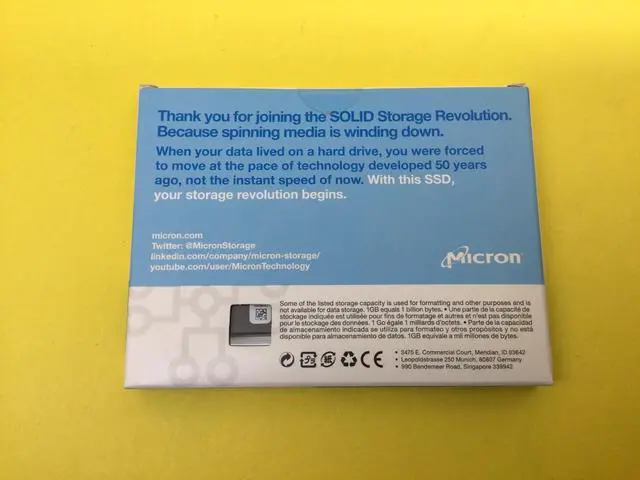 Thank you for joining the SOLID Storage Revolution.
Because spinning media is winding down.
When your data lived on a hard drive, you were forced
to move at the pace of technology developed 50 years
ago, not the instant speed of now. With this SSD,
your storage revolution begins.
micron.com
Twitter: @MicronStorage
linkedin.com/company/micron-storage/
youtube.com/user/MicronTechnology
Micron
Some of the listed storage capacity is used for formatting and other purposes and is
not available for data storage. 1GB equals 1 billion bytes. • Une partie de la capacité de
stockage indiquée est utilisée pour fins de formatage et autres et n'est pas disponible
pour le stockage des données. 1 Go égale 1 milliards d'octets. • Parte de la capacidad
de almacenamiento indicada se utiliza para formateo y otros propósitos y no está
disponible para almacenamiento de datos. 1GB equivale a mil millones de bytes.
• 3475 E. Commercial Court, Meridian, ID 83642
• Leopoldstrasse 250 Munich, 80807 Germany
• 990 Bendemeer Road, Singapore 339942